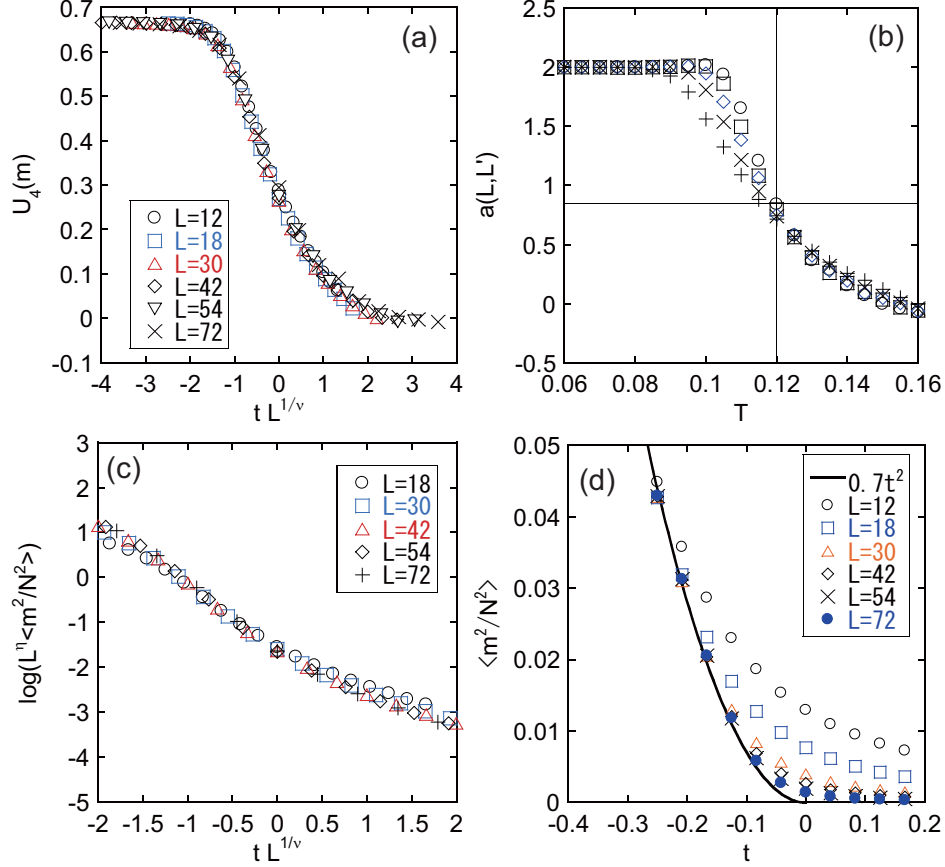 (a)
U4(m)
0.7
0.6
0.5
0.4
0.3
0.2
0.1
0
-0.1
L=12
L=18
L=30
L=42
L=54
L=72
-4 -3 -2 -1 0 1 2 3 4
t L^1/ν
(b)
a(L,L')
2.5
2
1.5
1
0.5
0
-0.5
0.06 0.08 0.1 0.12 0.14 0.16
T
(c)
log(L^η<m²/N²>)
3
2
1
0
-1
-2
-3
-4
-5
L=18
L=30
L=42
L=54
L=72
-2 -1.5 -1 -0.5 0 0.5 1 1.5 2
t L^1/ν
(d)
⟨m²/N²⟩
0.05
0.04
0.03
0.02
0.01
0
0.7t²
L=12
L=18
L=30
L=42
L=54
L=72
-0.4 -0.3 -0.2 -0.1 0 0.1 0.2
t